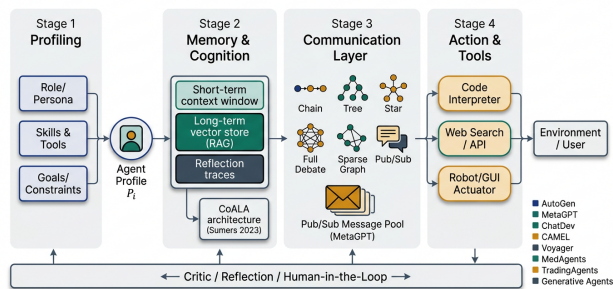 Stage 1
Profiling
Role/
Persona
Skills &
Tools
Goals/
Constraints
Agent
Profile
Pi
Stage 2
Memory &
Cognition
Short-term
context window
Long-term
vector store
(RAG)
Reflection
traces
CoALA
architecture
(Sumers 2023)
Stage 3
Communication
Layer
Chain
Tree
Star
Full
Debate
Sparse
Graph
Pub/Sub
Pub/Sub Message Pool
(MetaGPT)
Stage 4
Action &
Tools
Code
Interpreter
Web Search
/ API
Robot/GUI
Actuator
Environment
/ User
AutoGen
MetaGPT
ChatDev
CAMEL
Voyager
MedAgents
TradingAgents
Generative Agents
Critic / Reflection / Human-in-the-Loop